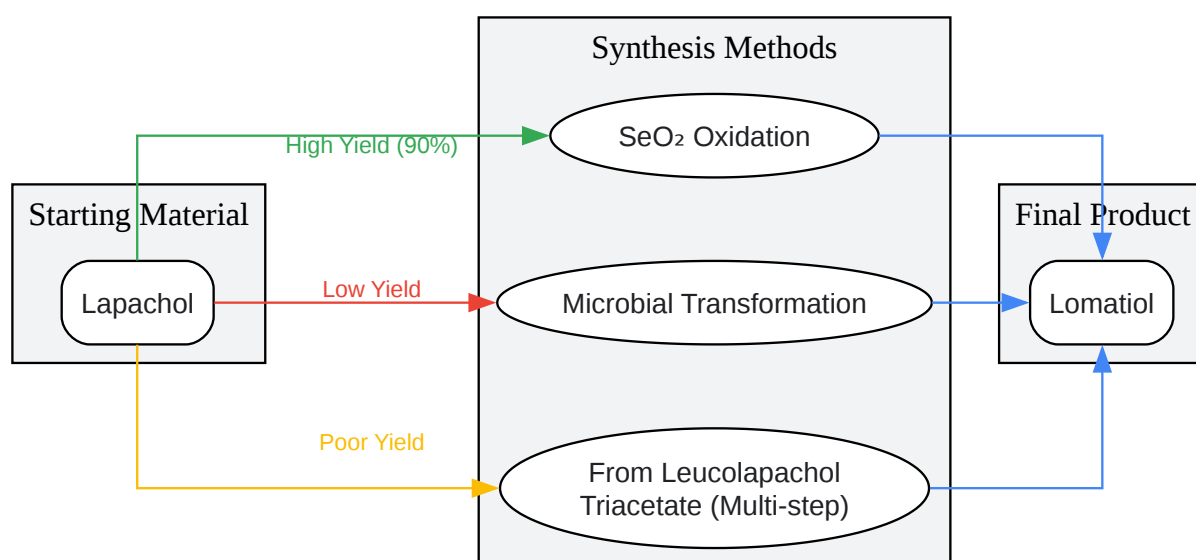 Synthesis Methods
SeO₂ Oxidation
High Yield (90%)
Starting Material
Final Product
Lapachol
Low Yield
Microbial Transformation
Lomatiol
Poor Yield
From Leucolapachol
Triacetate (Multi-step)